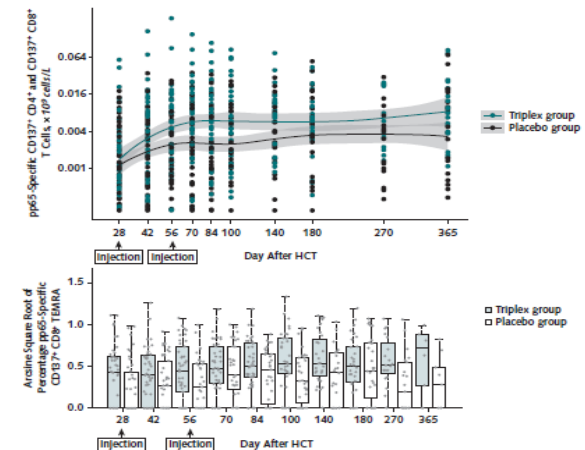 pp65-Specific CD137⁺ CD4⁺ and CD137⁺ CD8⁺
T Cells, × 10⁹ cells/L
0.064
0.016
0.004
0.001
Triplex group
Placebo group
28 42 56 70 84 100 140 180 270 365
Injection Injection Day After HCT
Arcsine Square Root of
Percentage pp65-Specific
CD137⁺ CD8⁺ TEMRA
1.5
1.0
0.5
0.0
Triplex group
Placebo group
28 42 56 70 84 100 140 180 270 365
Injection Injection Day After HCT